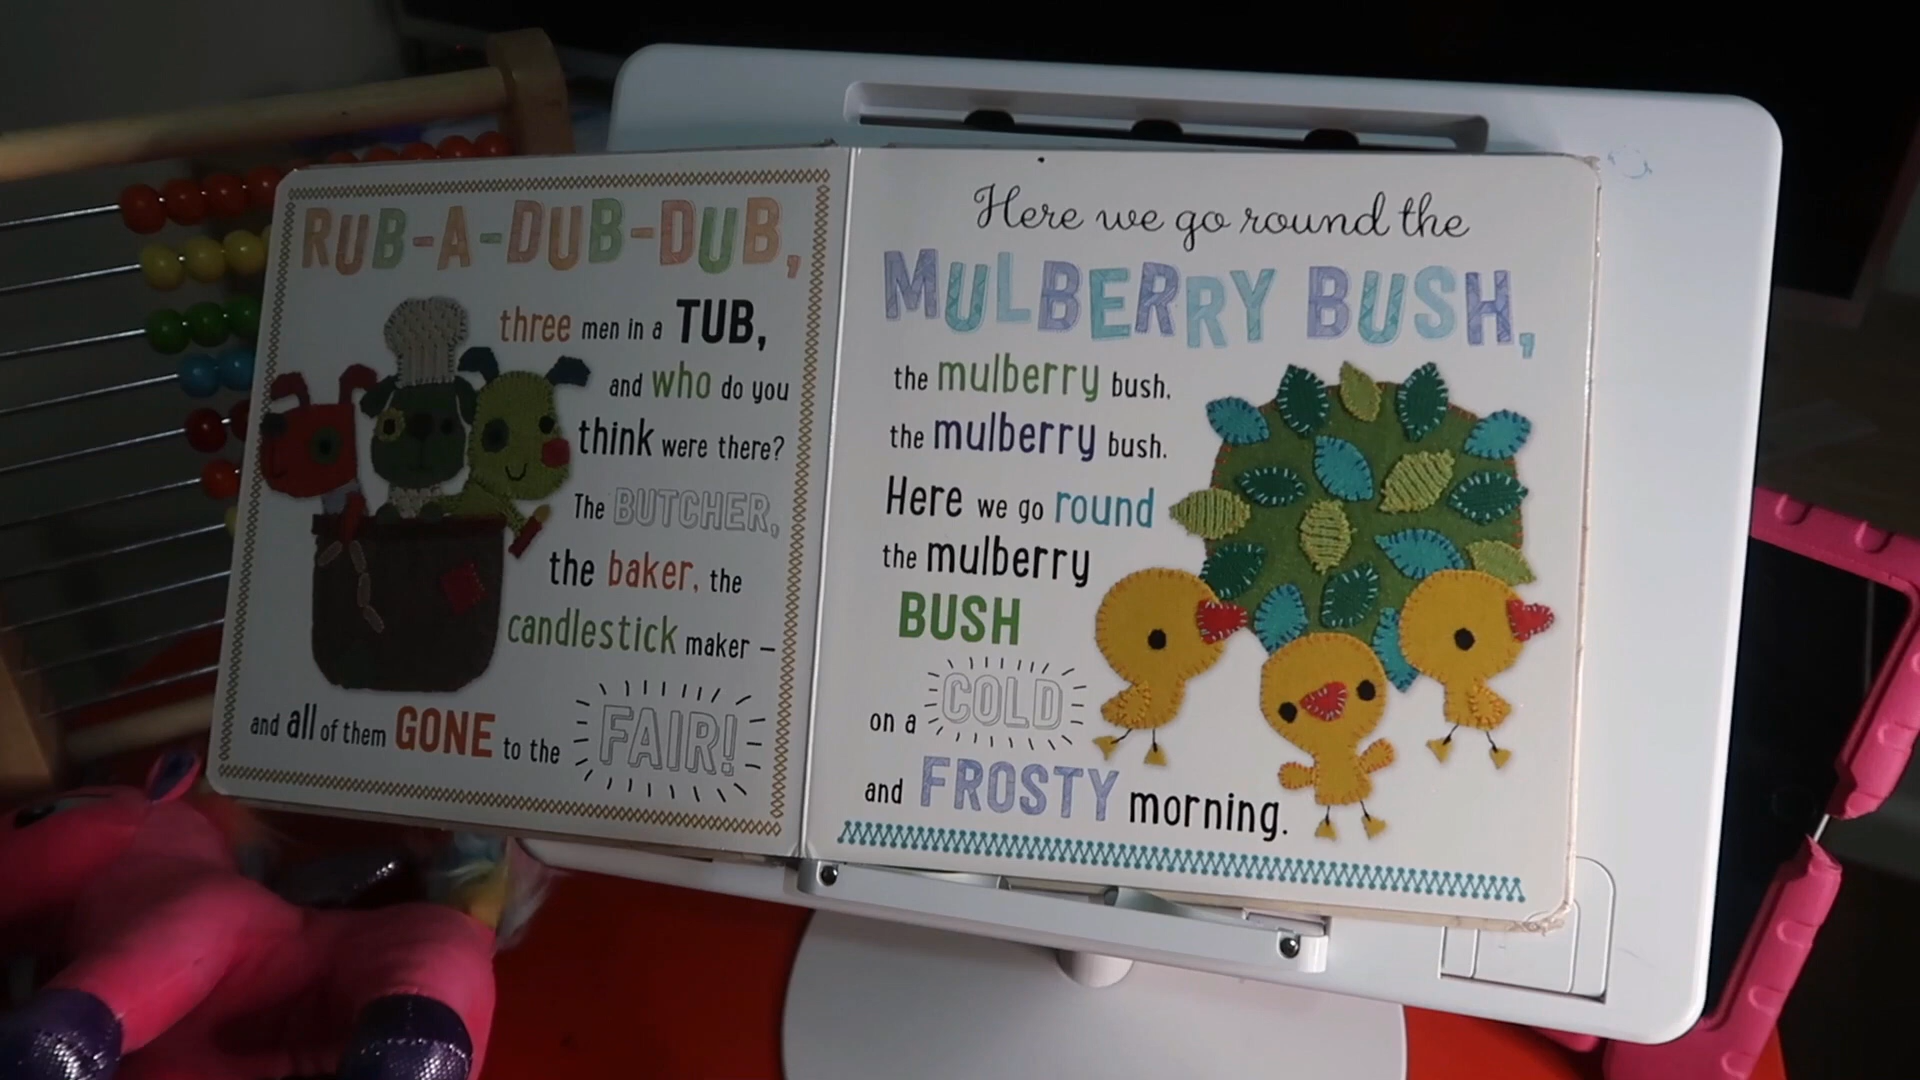 RUB-A-DUB-DUB,
three men in a TUB,
and who do you
think were there?
The BUTCHER,
the baker, the
candlestick maker –
and all of them GONE to the FAIR!
Here we go round the
MULBERRY BUSH,
the mulberry bush,
the mulberry bush.
Here we go round
the mulberry
BUSH
on a COLD
and FROSTY morning.